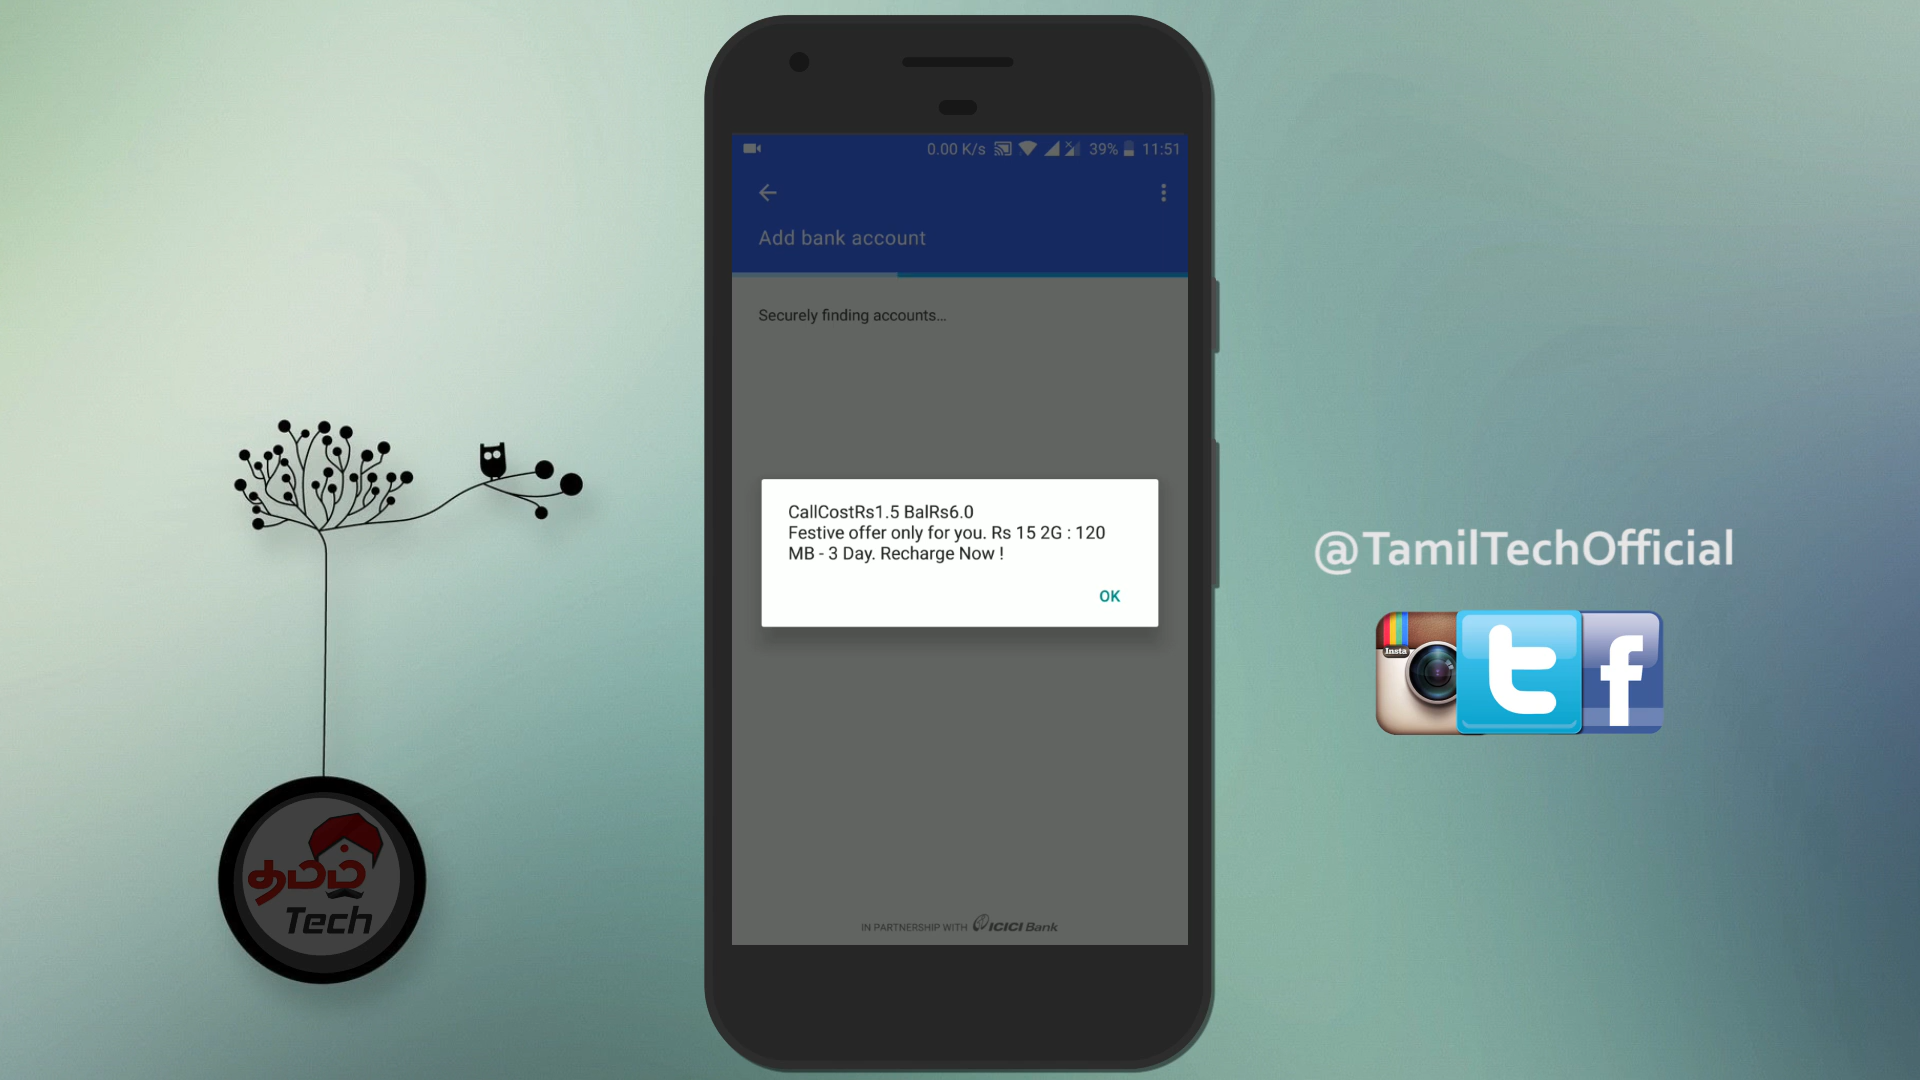 0.00 K/s 39% 11:51
Add bank account
Securely finding accounts...
CallCostRs1.5 BalRs6.0
Festive offer only for you. Rs 15 2G : 120
MB - 3 Day. Recharge Now !
OK
IN PARTNERSHIP WITH ICICI Bank
@TamilTechOfficial
Insta
தமிழ்
Tech